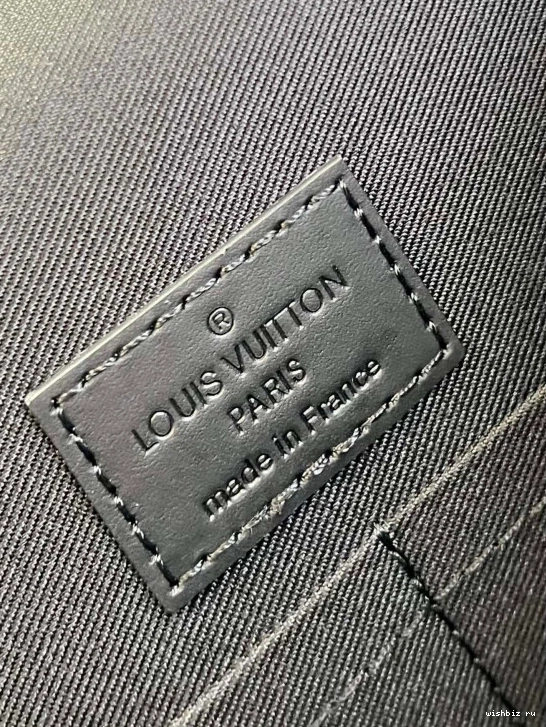 ®
LOUIS VUITTON
PARIS
made in France
wishbiz ru